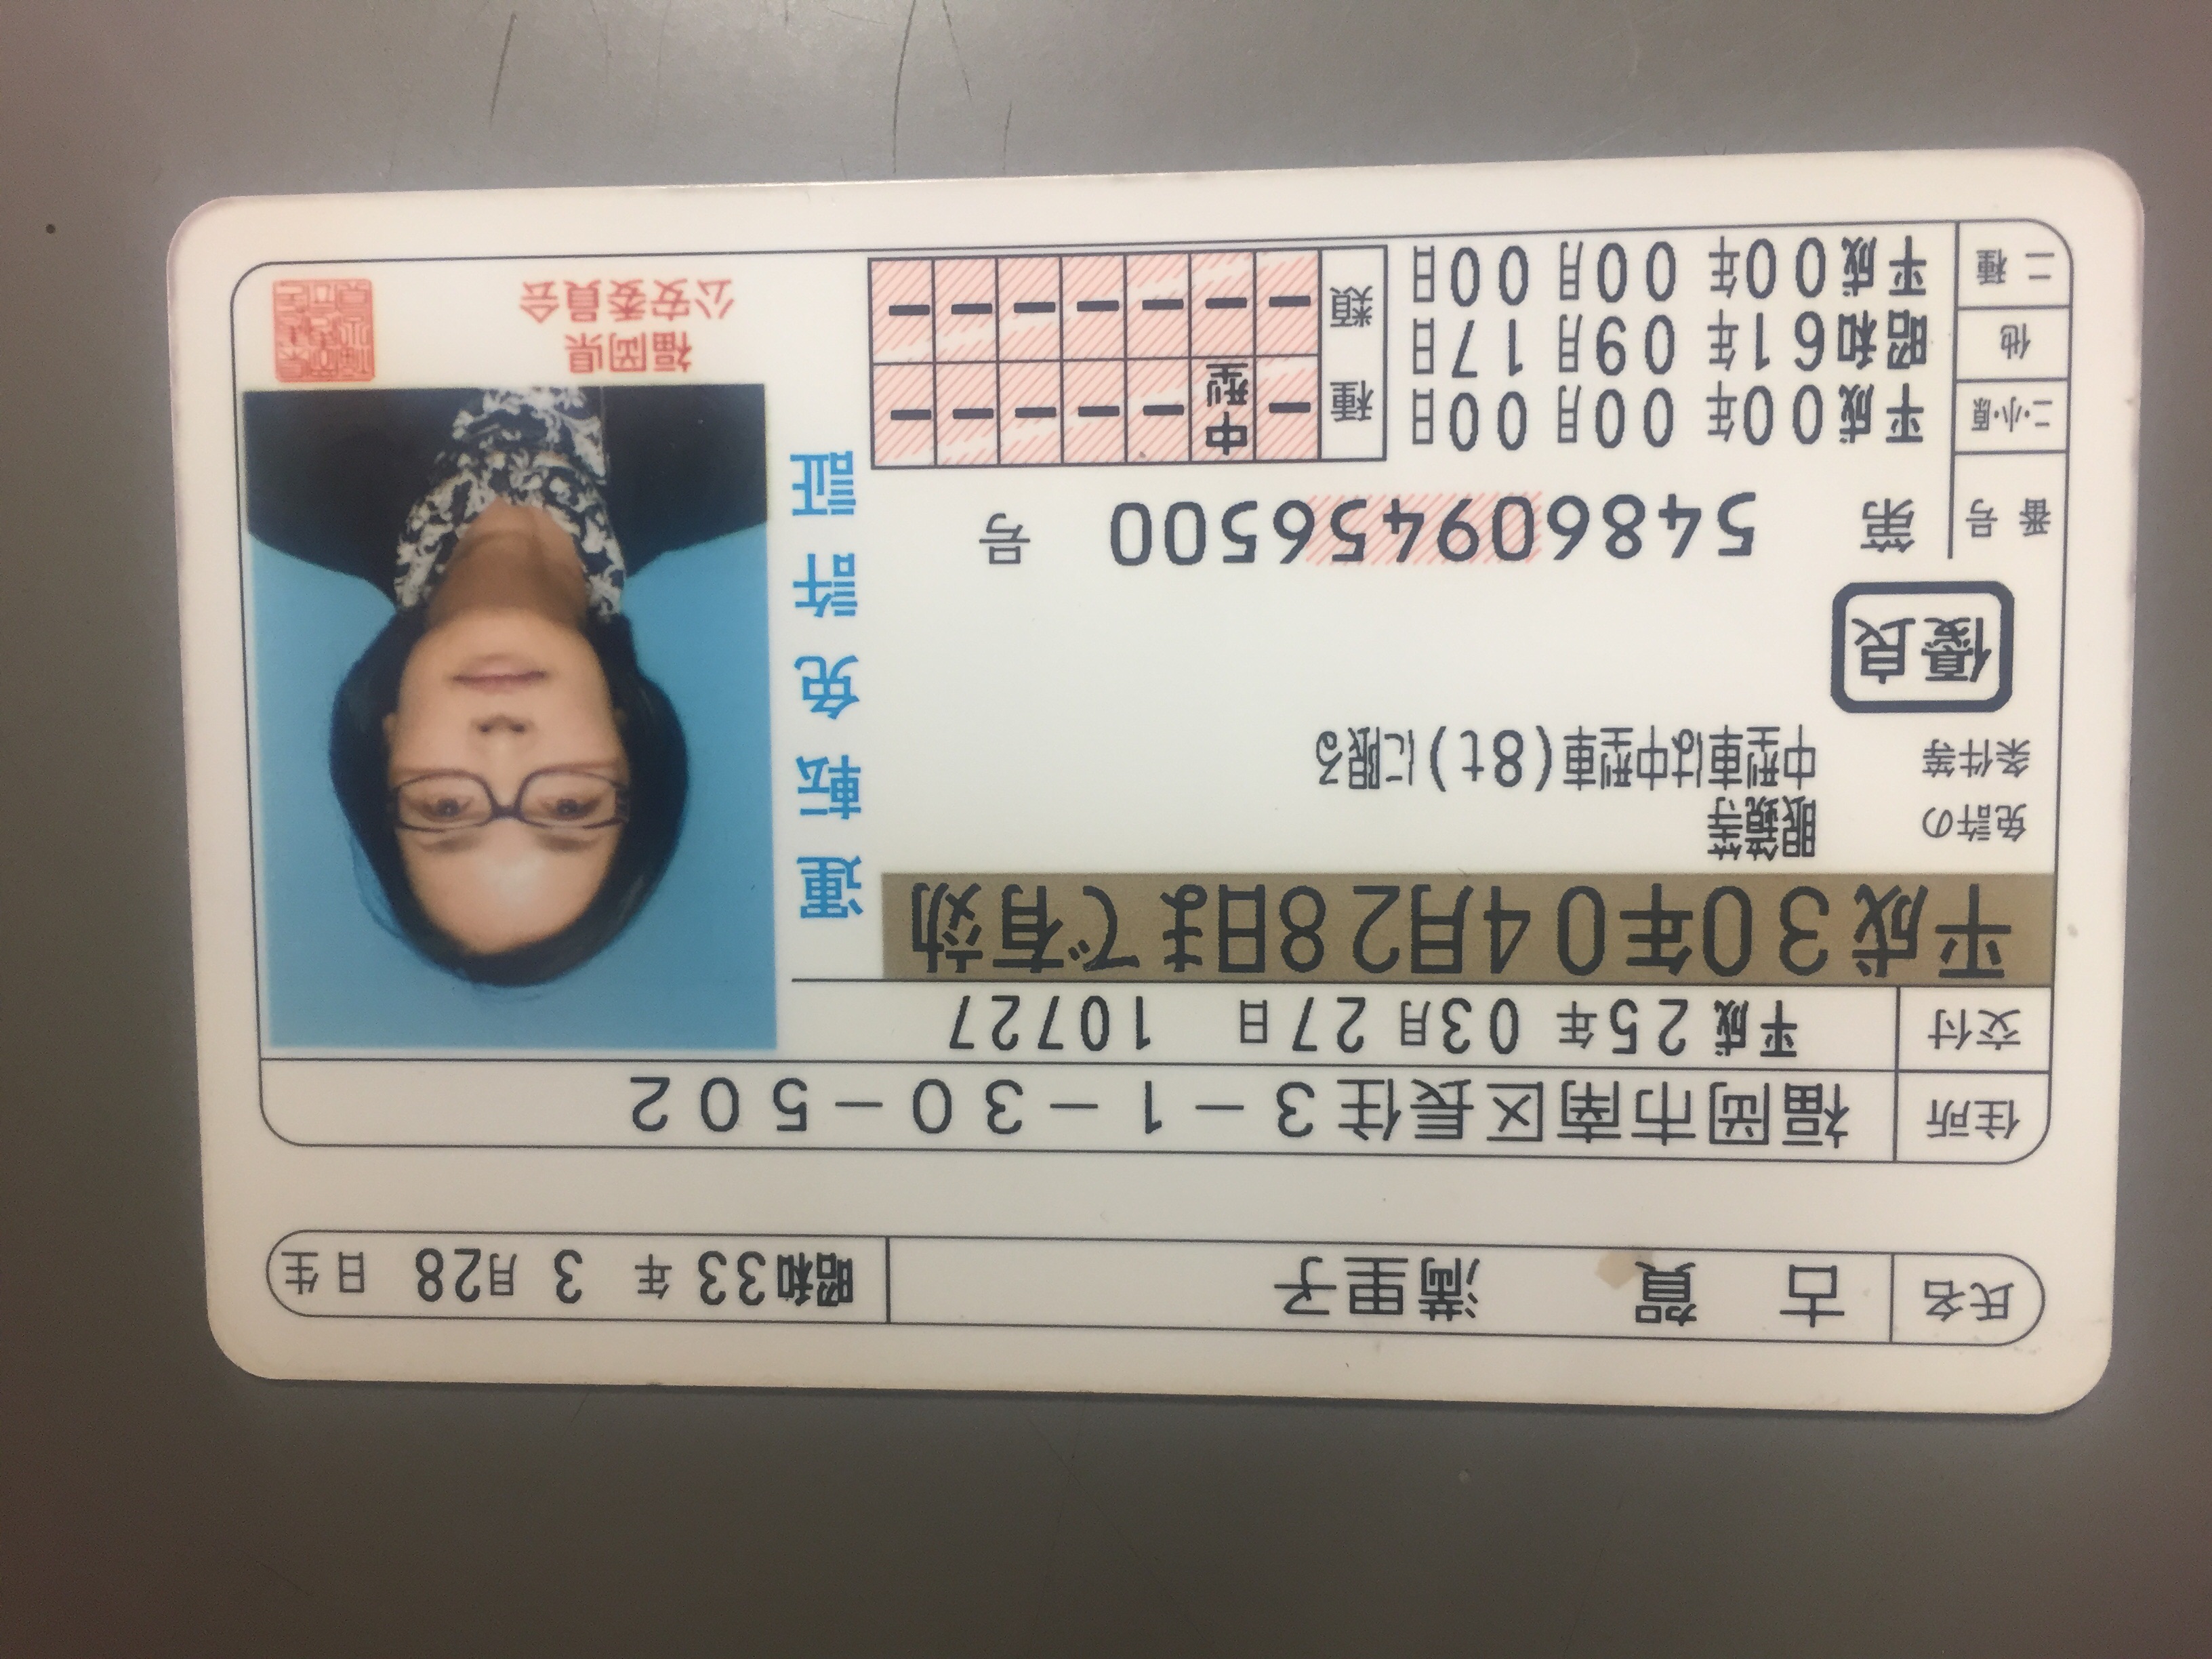 氏名 古賀 満里子 昭和33年 3月28日生
住所 福岡市南区長住3-1-30-502
交付 平成25年03月27日 10727
平成30年04月28日まで有効
免許の 眼鏡等
条件等 中型車は中型車(8t)に限る
優良
番号 第 548609456500 号
二・小・原 平成00年00月00日
他 昭和61年09月17日
二種 平成00年00月00日
種類 ー 中型 ー ー ー ー ー
ー ー ー ー ー ー ー
運転免許証
福岡県
公安委員会